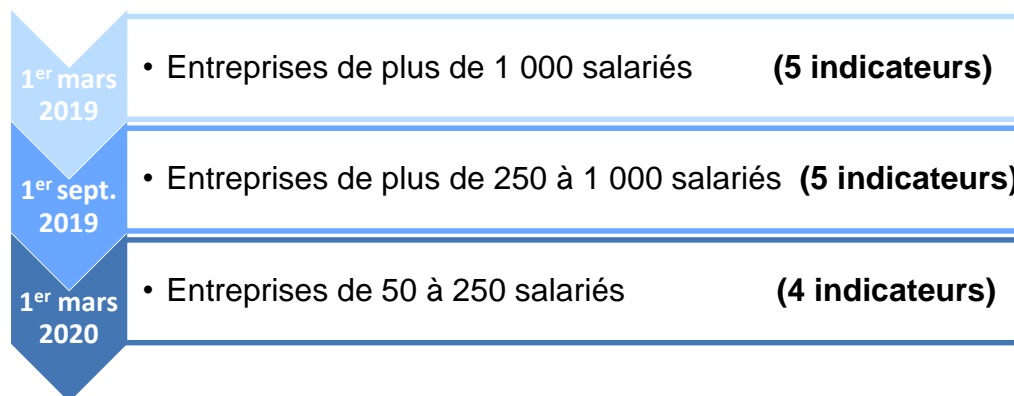 1er mars
2019
• Entreprises de plus de 1 000 salariés (5 indicateurs)
1er sept.
2019
• Entreprises de plus de 250 à 1 000 salariés (5 indicateurs)
1er mars
2020
• Entreprises de 50 à 250 salariés (4 indicateurs)